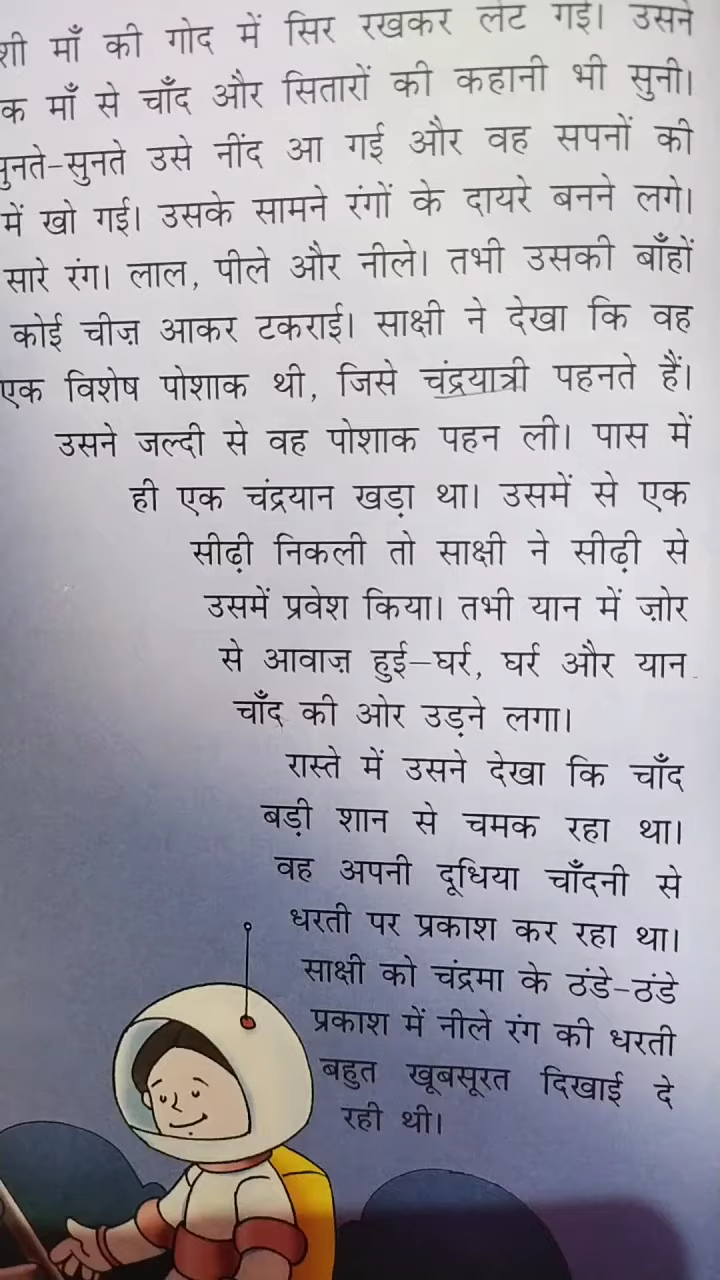 माँ की गोद में सिर रखकर लेट गई। उसने
माँ से चाँद और सितारों की कहानी भी सुनी।
सुनते-सुनते उसे नींद आ गई और वह सपनों की
में खो गई। उसके सामने रंगों के दायरे बनने लगे।
सारे रंग। लाल, पीले और नीले। तभी उसकी बाँहों
कोई चीज़ आकर टकराई। साक्षी ने देखा कि वह
एक विशेष पोशाक थी, जिसे चंद्रयात्री पहनते हैं।
उसने जल्दी से वह पोशाक पहन ली। पास में
ही एक चंद्रयान खड़ा था। उसमें से एक
सीढ़ी निकली तो साक्षी ने सीढ़ी से
उसमें प्रवेश किया। तभी यान में ज़ोर
से आवाज़ हुई–घर्र, घर्र और यान
चाँद की ओर उड़ने लगा।
रास्ते में उसने देखा कि चाँद
बड़ी शान से चमक रहा था।
वह अपनी दूधिया चाँदनी से
धरती पर प्रकाश कर रहा था।
साक्षी को चंद्रमा के ठंडे-ठंडे
प्रकाश में नीले रंग की धरती
बहुत खूबसूरत दिखाई दे
रही थी।